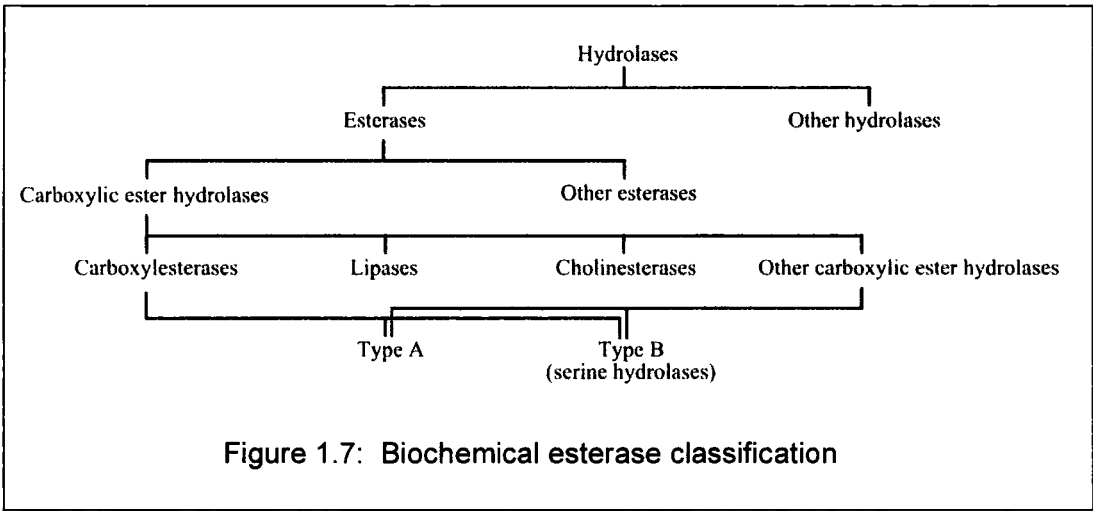 Hydrolases
Esterases Other hydrolases
Carboxylic ester hydrolases Other esterases
Carboxylesterases Lipases Cholinesterases Other carboxylic ester hydrolases
Type A Type B
(serine hydrolases)
Figure 1.7: Biochemical esterase classification